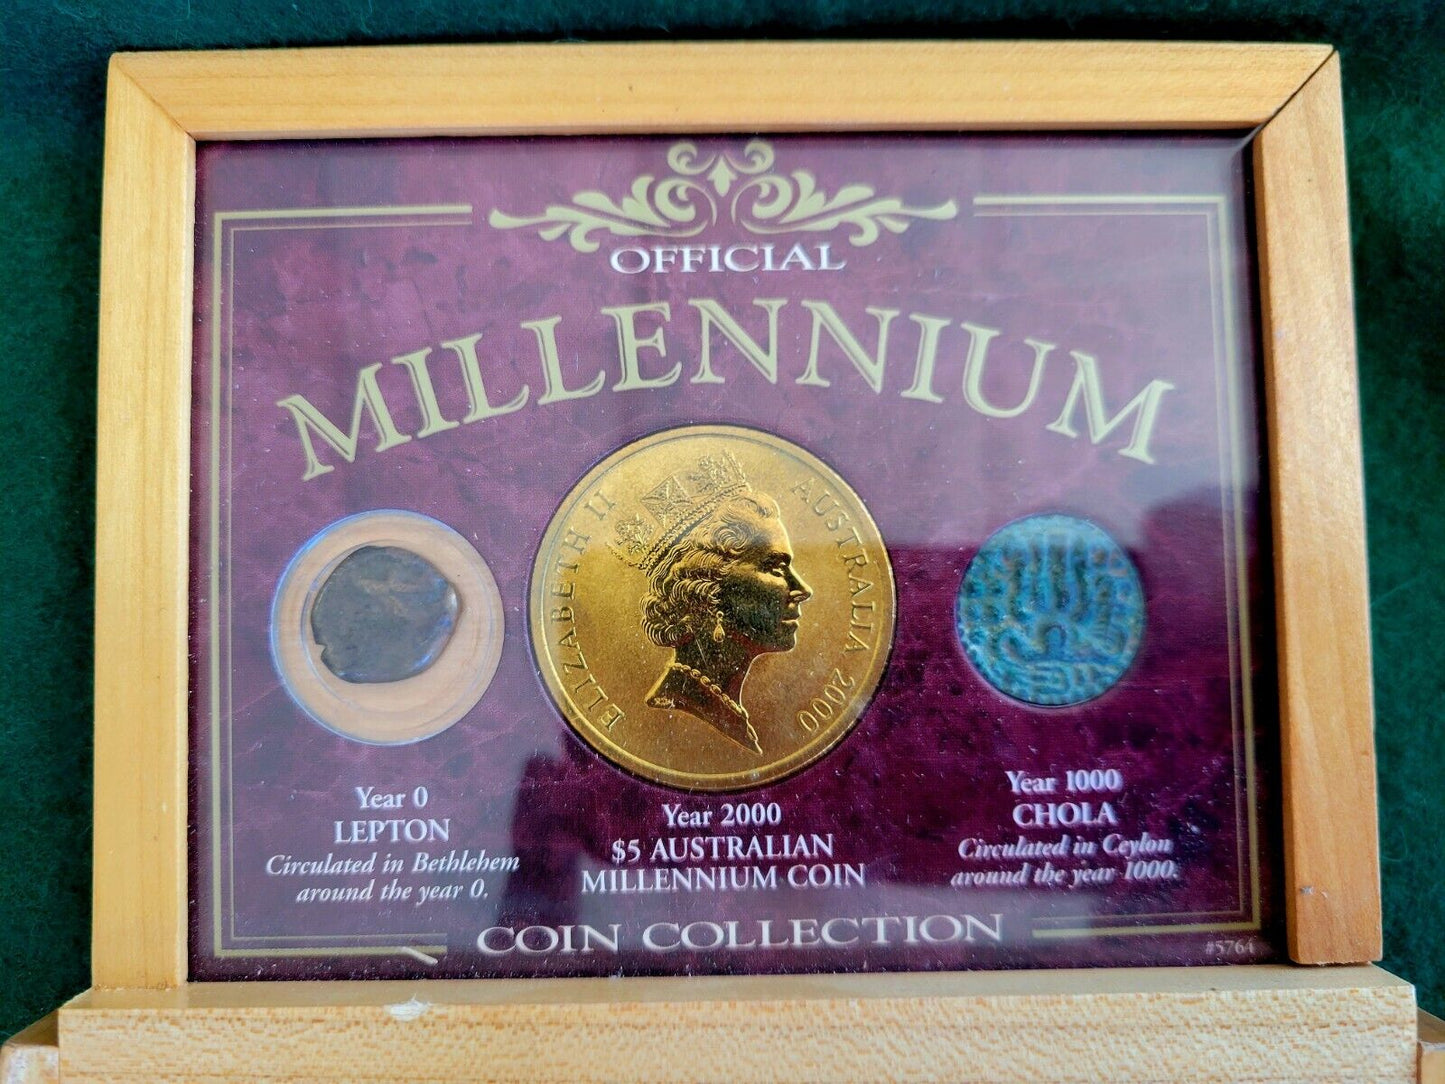 OFFICIAL
MILLENNIUM
ELIZABETH II
AUSTRALIA 2000
Year 0
LEPTON
Circulated in Bethlehem
around the year 0.
Year 2000
$5 AUSTRALIAN
MILLENNIUM COIN
Year 1000
CHOLA
Circulated in Ceylon
around the year 1000.
COIN COLLECTION
#5764